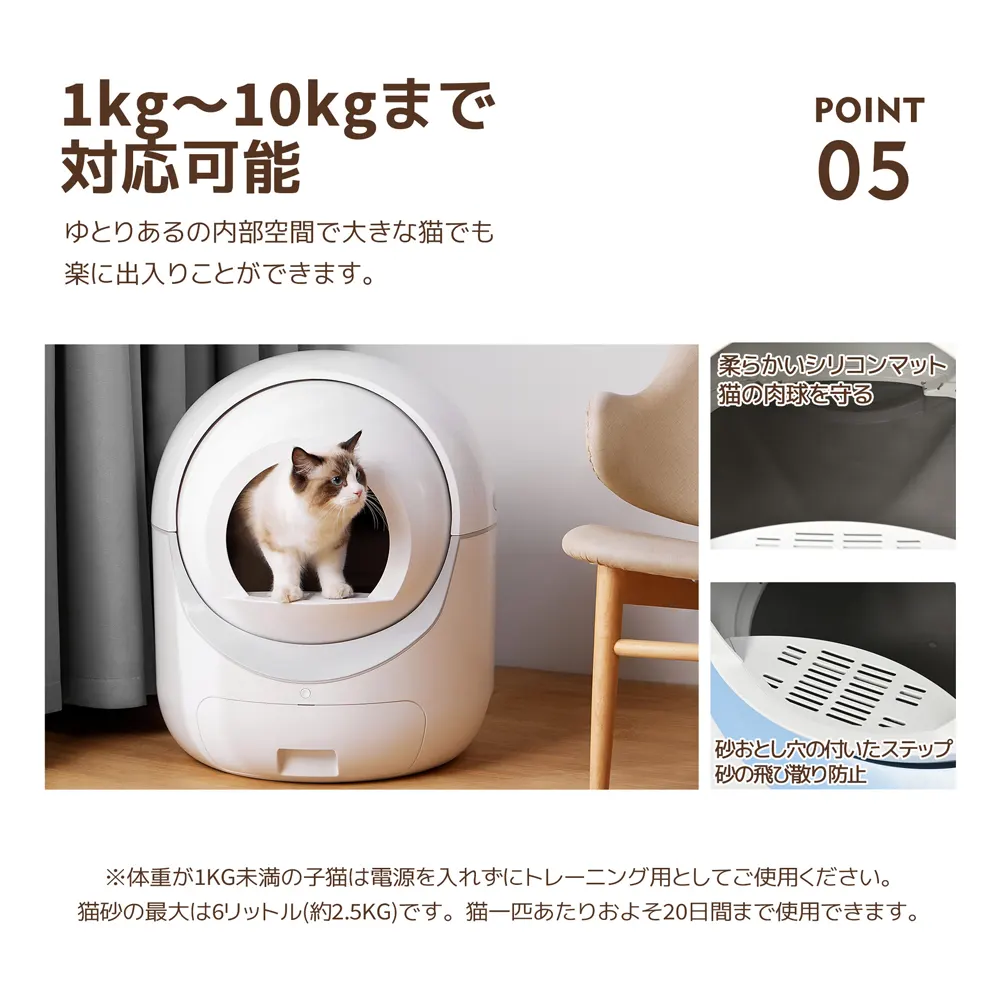 1kg～10kgまで
対応可能
ゆとりあるの内部空間で大きな猫でも
楽に出入りことができます。
POINT
05
柔らかいシリコンマット
猫の肉球を守る
砂おとし穴の付いたステップ
砂の飛び散り防止
※体重が1KG未満の子猫は電源を入れずにトレーニング用としてご使用ください。
猫砂の最大は6リットル(約2.5KG)です。猫一匹あたりおよそ20日間まで使用できます。